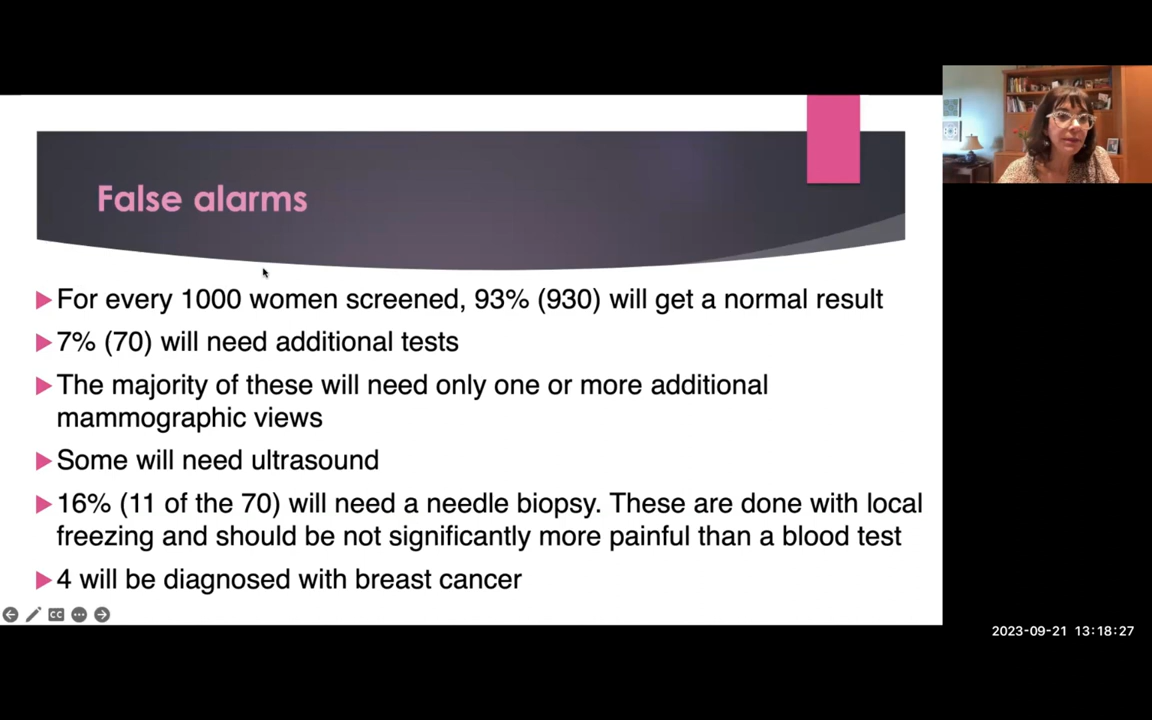 False alarms
For every 1000 women screened, 93% (930) will get a normal result
7% (70) will need additional tests
The majority of these will need only one or more additional
mammographic views
Some will need ultrasound
16% (11 of the 70) will need a needle biopsy. These are done with local
freezing and should be not significantly more painful than a blood test
4 will be diagnosed with breast cancer
CC
2023-09-21 13:18:27